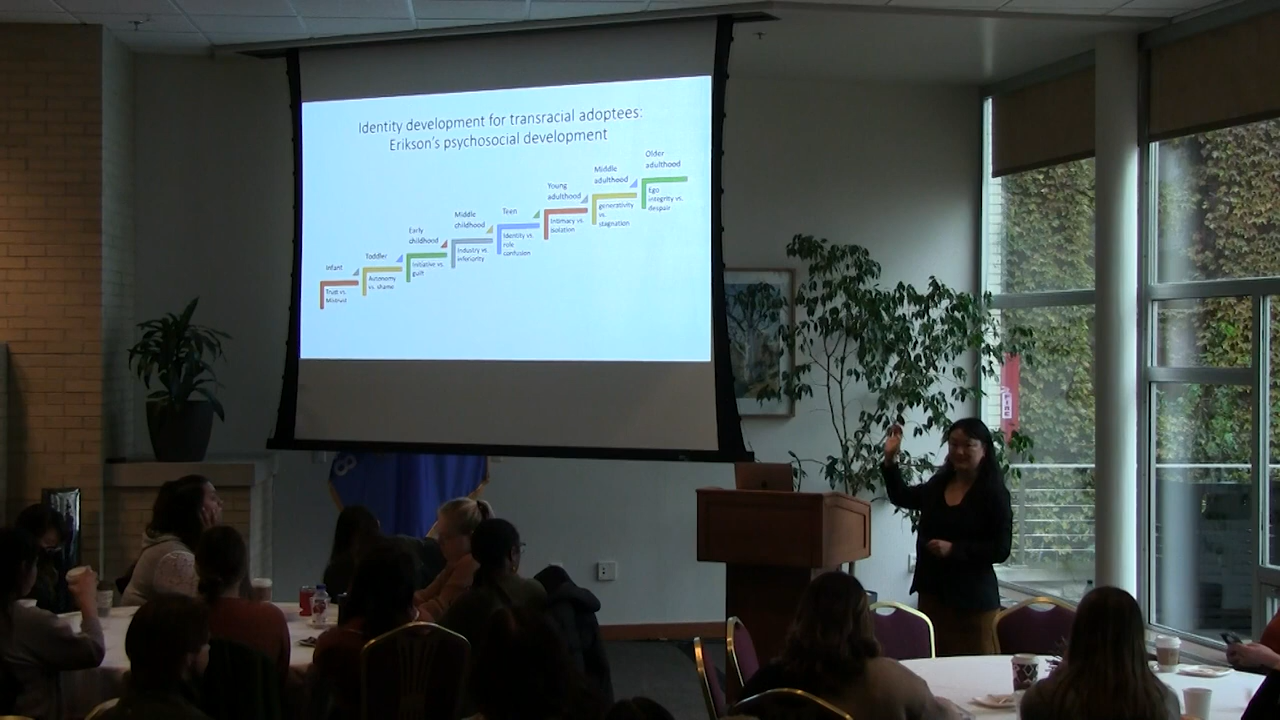 Identity development for transracial adoptees:
Erikson's psychosocial development
Infant
Trust vs.
Mistrust
Toddler
Autonomy
vs. shame
Early
childhood
Initiative vs.
guilt
Middle
childhood
Industry vs.
inferiority
Teen
Identity vs.
role
confusion
Young
adulthood
Intimacy vs.
isolation
Middle
adulthood
generativity
vs.
stagnation
Older
adulthood
Ego
integrity vs.
despair
FIRE